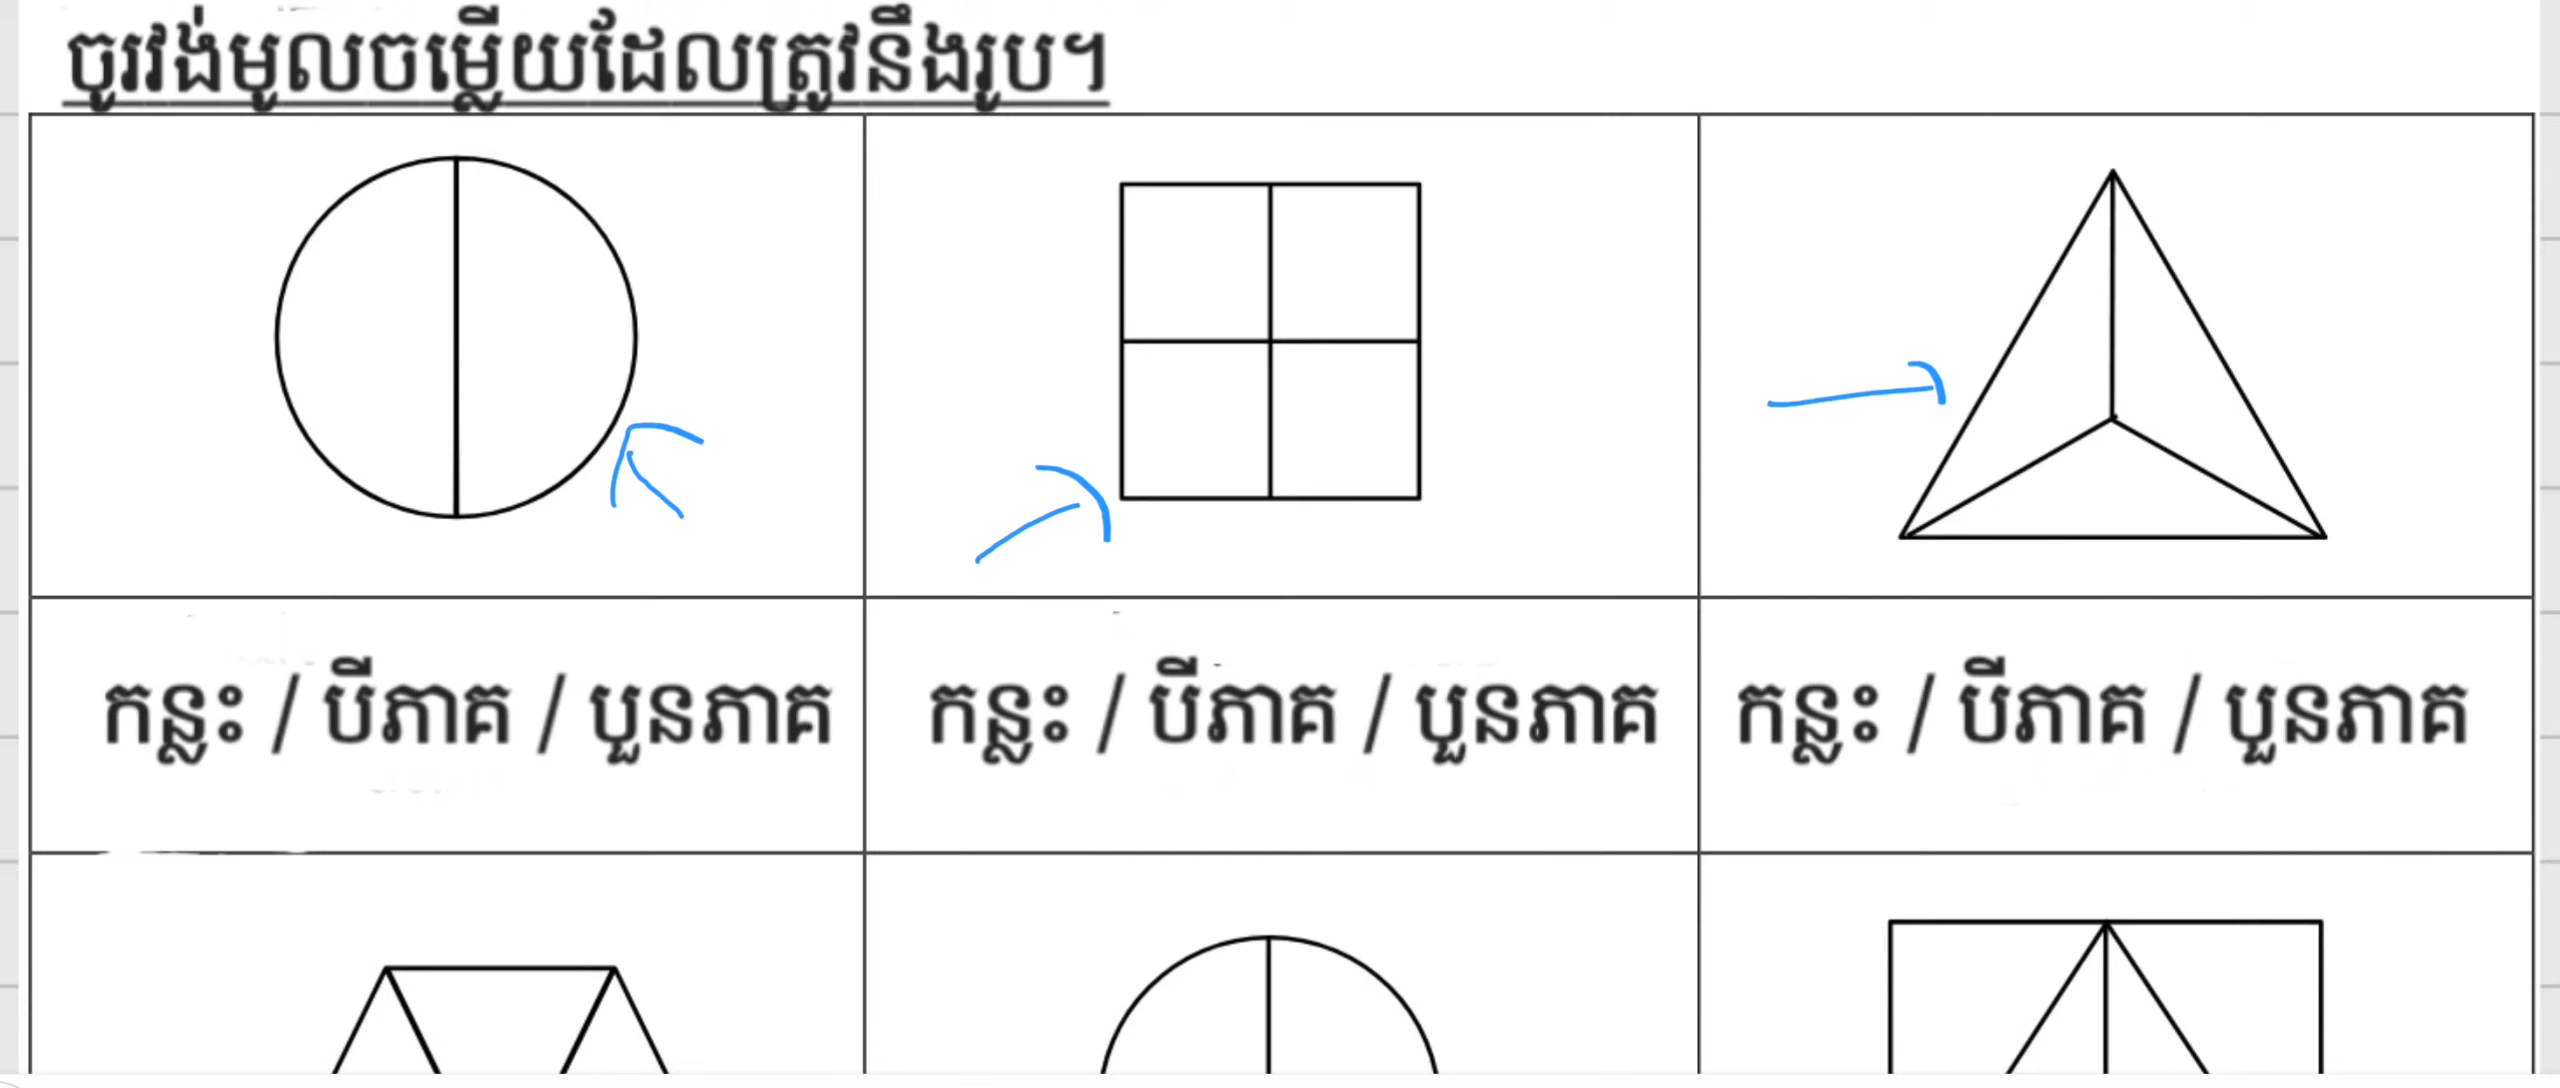 ចូរវង់មូលចម្លើយដែលត្រូវនឹងរូប។
កន្លះ / បីភាគ / បួនភាគ
កន្លះ / បីភាគ / បួនភាគ
កន្លះ / បីភាគ / បួនភាគ